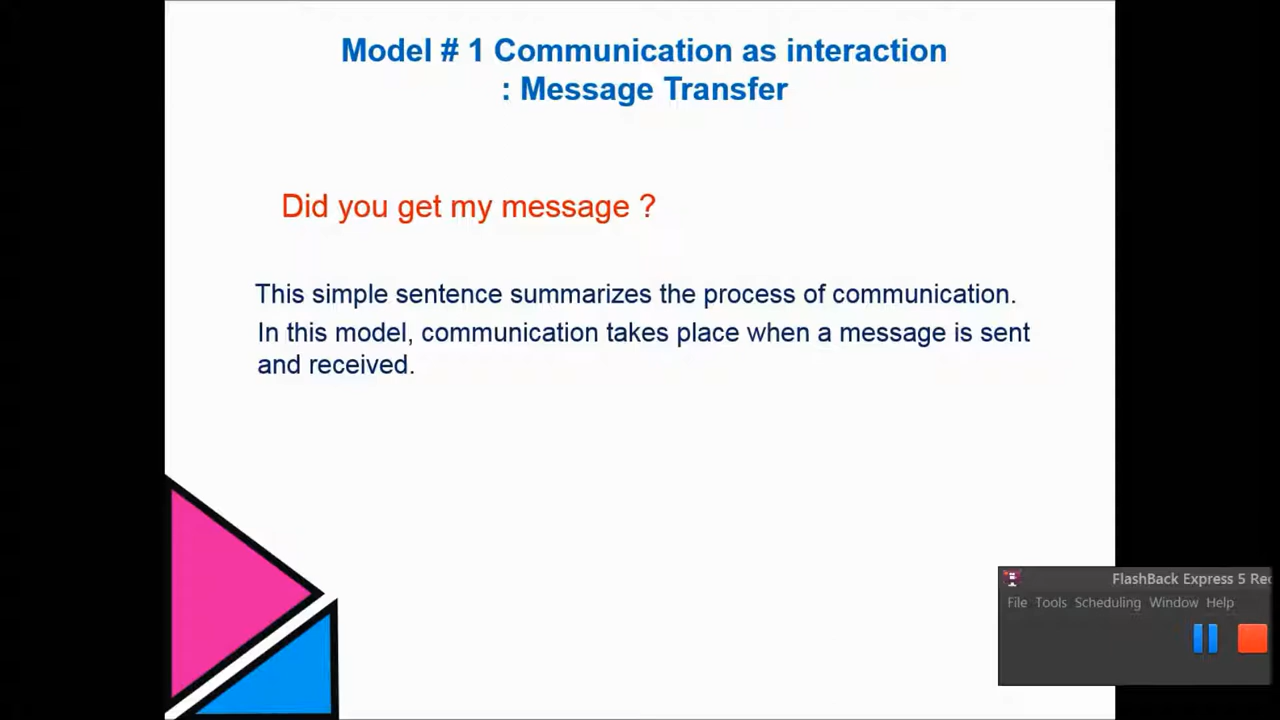 Model # 1 Communication as interaction
: Message Transfer
Did you get my message ?
This simple sentence summarizes the process of communication.
In this model, communication takes place when a message is sent
and received.
FlashBack Express 5 Rec
File Tools Scheduling Window Help